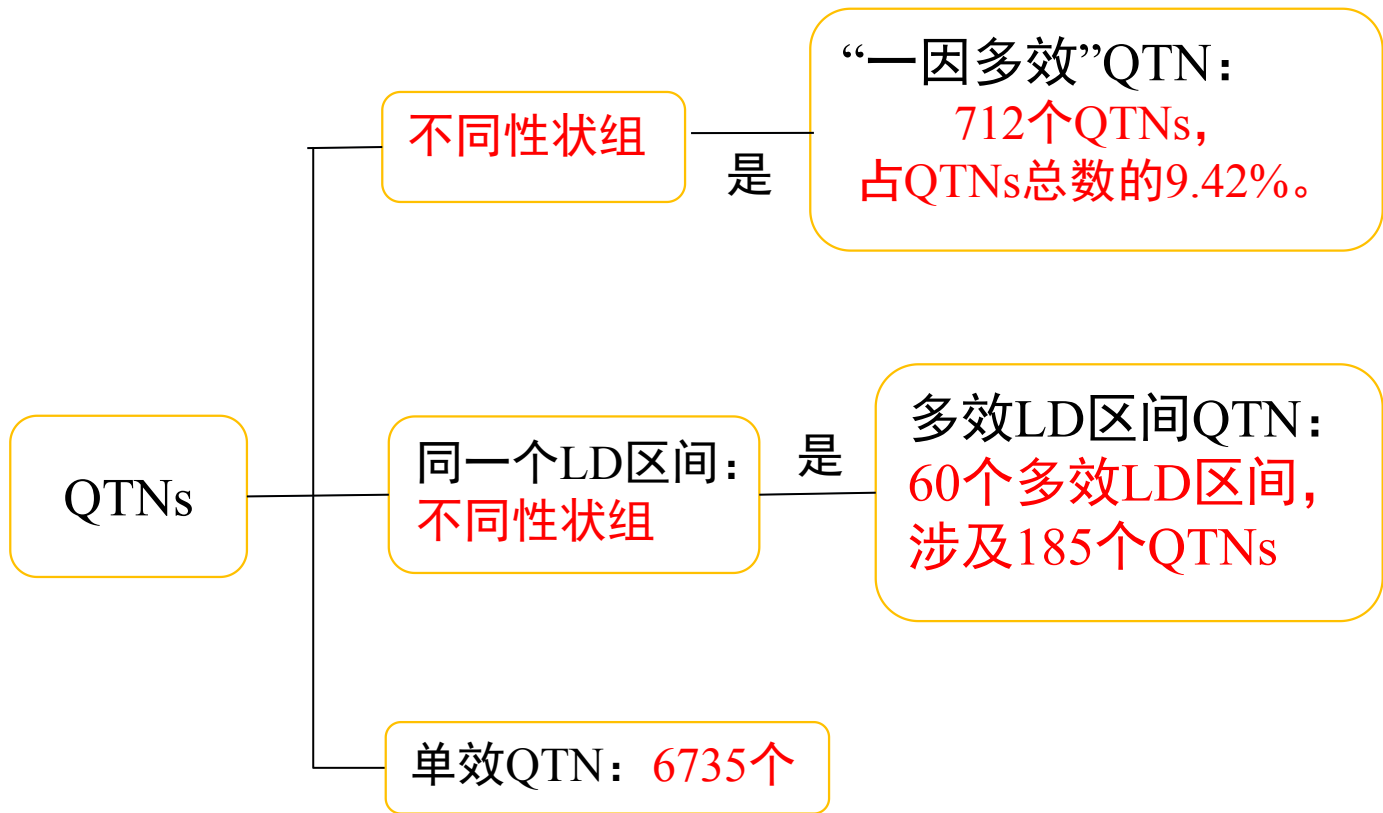 “一因多效”QTN：
712个QTNs，
占QTNs总数的9.42%。
不同性状组
是
多效LD区间QTN：
60个多效LD区间，
涉及185个QTNs
同一个LD区间：
不同性状组
是
QTNs
单效QTN：6735个